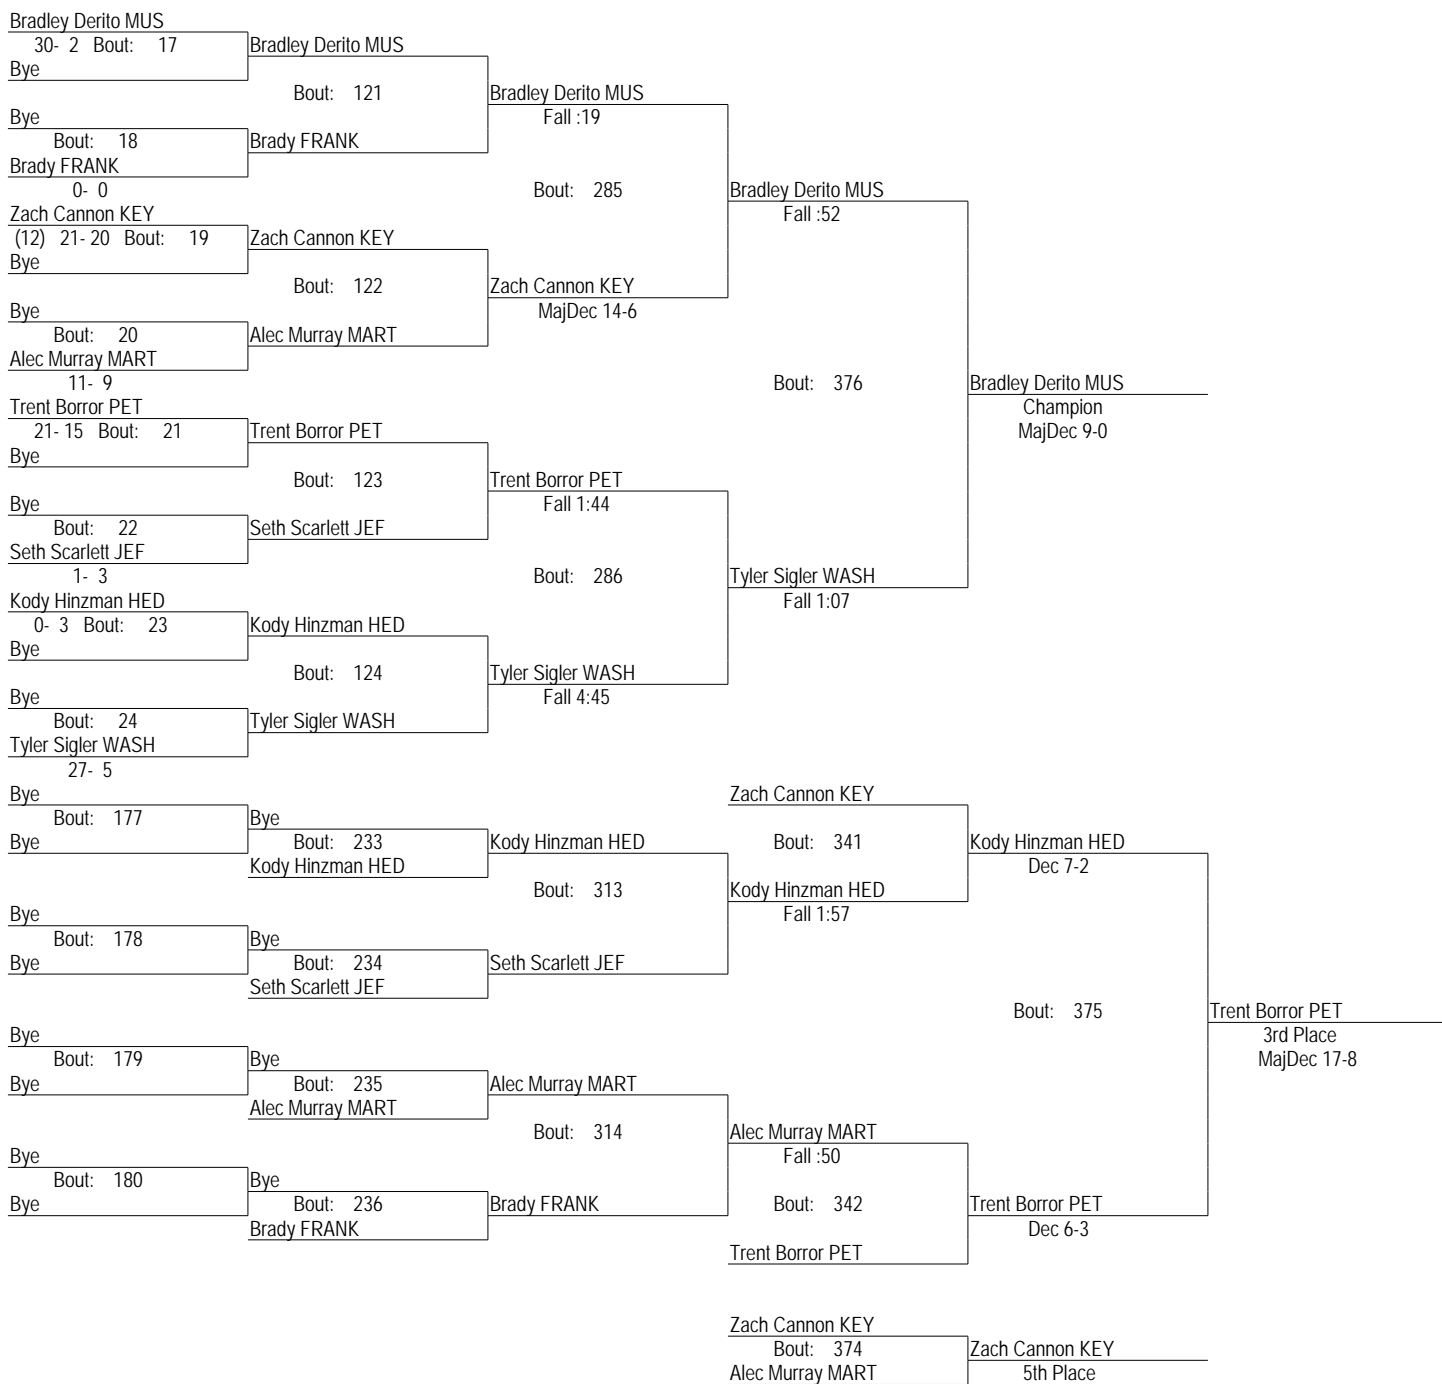 Bradley Derito MUS
30- 2 Bout: 17 Bradley Derito MUS
Bye
Bout: 121 Bradley Derito MUS
Bye Fall :19
Bout: 18 Brady FRANK
Brady FRANK
0- 0 Bout: 285 Bradley Derito MUS
Zach Cannon KEY Fall :52
(12) 21- 20 Bout: 19 Zach Cannon KEY
Bye
Bout: 122 Zach Cannon KEY
Bye MajDec 14-6
Bout: 20 Alec Murray MART
Alec Murray MART
11- 9 Bout: 376 Bradley Derito MUS
Trent Borror PET Champion
21- 15 Bout: 21 Trent Borror PET MajDec 9-0
Bye
Bout: 123 Trent Borror PET
Bye Fall 1:44
Bout: 22 Seth Scarlett JEF
Seth Scarlett JEF
1- 3 Bout: 286 Tyler Sigler WASH
Kody Hinzman HED Fall 1:07
0- 3 Bout: 23 Kody Hinzman HED
Bye
Bout: 124 Tyler Sigler WASH
Bye Fall 4:45
Bout: 24 Tyler Sigler WASH
Tyler Sigler WASH
27- 5
Bye Zach Cannon KEY
Bout: 177 Bye
Bye Bout: 233 Kody Hinzman HED Bout: 341 Kody Hinzman HED
Kody Hinzman HED Dec 7-2
Bout: 313 Kody Hinzman HED
Bye Fall 1:57
Bout: 178 Bye
Bye Bout: 234 Seth Scarlett JEF
Seth Scarlett JEF
Bout: 375 Trent Borror PET
Bye 3rd Place
Bout: 179 Bye MajDec 17-8
Bye Bout: 235 Alec Murray MART
Alec Murray MART
Bout: 314 Alec Murray MART
Bye Fall :50
Bout: 180 Bye
Bye Bout: 236 Brady FRANK Bout: 342 Trent Borror PET
Brady FRANK Dec 6-3
Trent Borror PET
Zach Cannon KEY
Bout: 374 Zach Cannon KEY
Alec Murray MART 5th Place